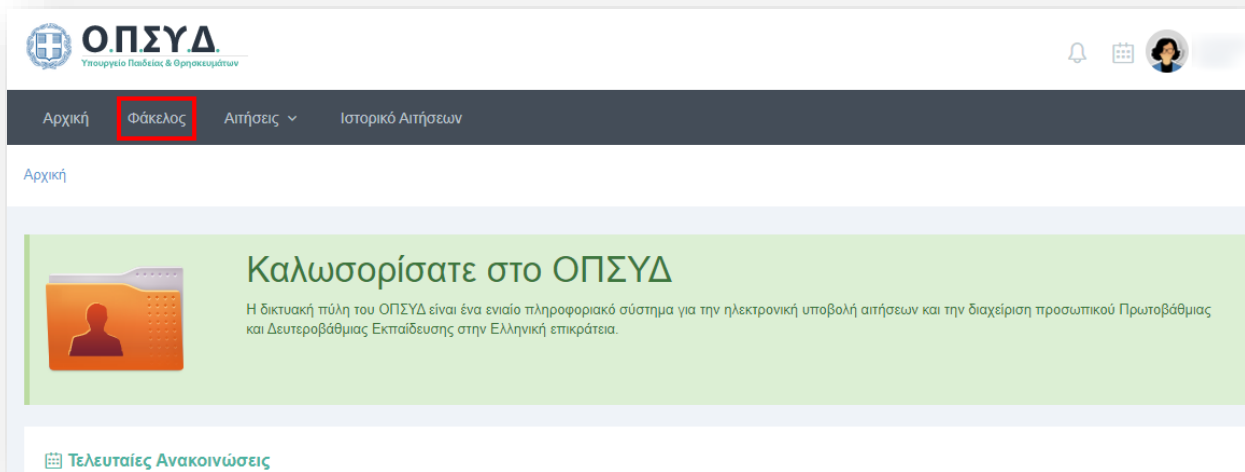 Ο.Π.Σ.Υ.Δ.
Υπουργείο Παιδείας & Θρησκευμάτων
Αρχική Φάκελος Αιτήσεις Ιστορικό Αιτήσεων
Αρχική
Καλωσορίσατε στο ΟΠΣΥΔ
Η δικτυακή πύλη του ΟΠΣΥΔ είναι ένα ενιαίο πληροφοριακό σύστημα για την ηλεκτρονική υποβολή αιτήσεων και την διαχείριση προσωπικού Πρωτοβάθμιας
και Δευτεροβάθμιας Εκπαίδευσης στην Ελληνική επικράτεια.
Τελευταίες Ανακοινώσεις